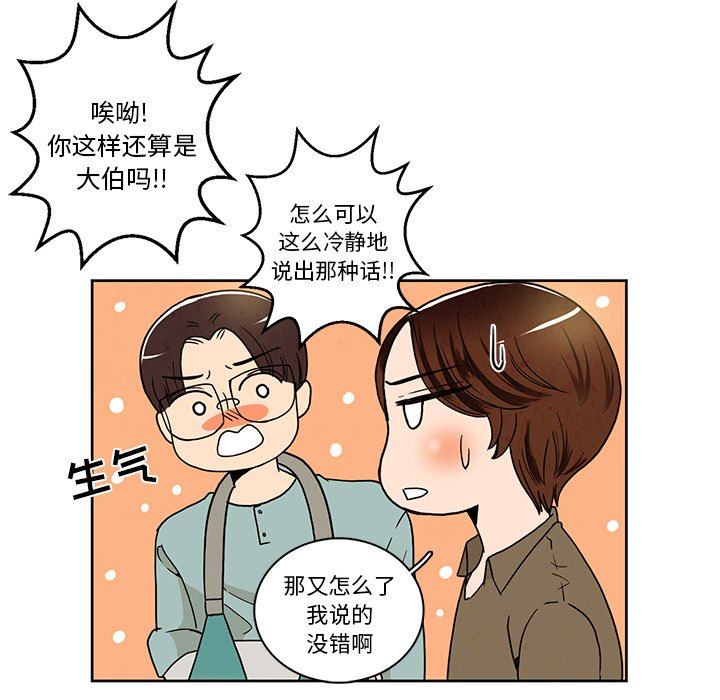 唉呦!
你这样还算是
大伯吗!!
怎么可以
这么冷静地
说出那种话!!
生气
那又怎么了
我说的
没错啊